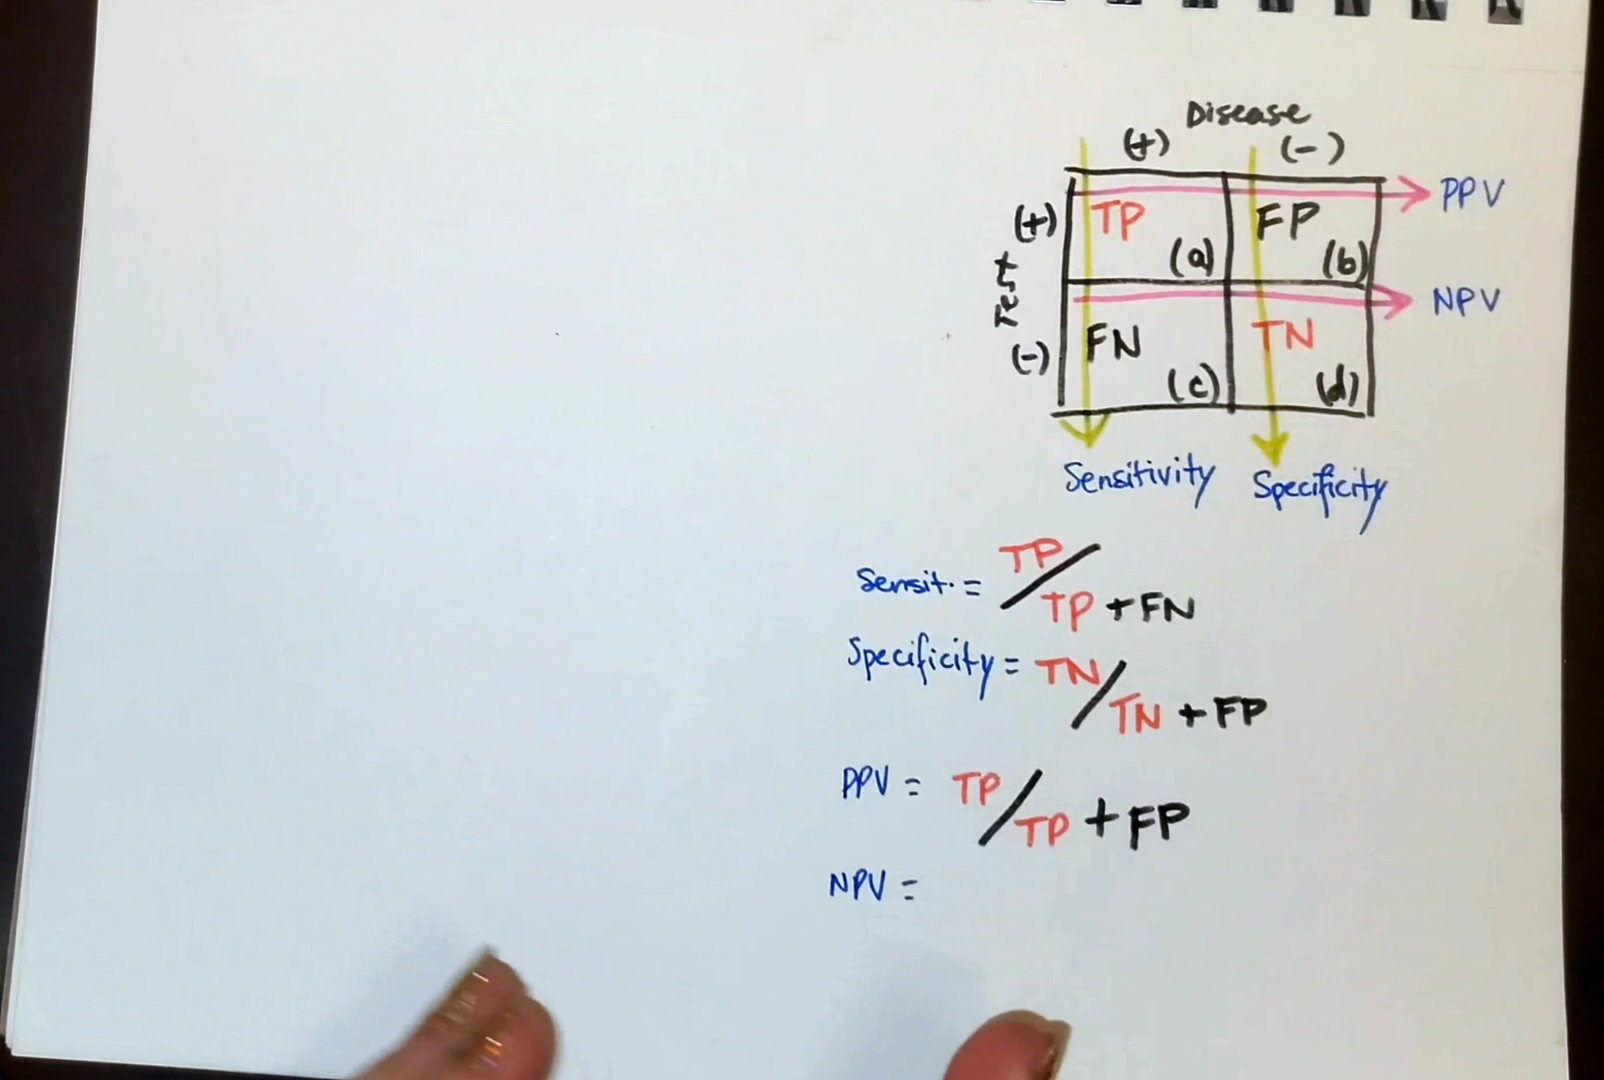 Disease
(+) (-)
(+) TP FP PPV
(a) (b)
Test
NPV
(-) FN TN
(c) (d)
Sensitivity Specificity
Sensit. = TP / TP + FN
Specificity = TN / TN + FP
PPV = TP / TP + FP
NPV =